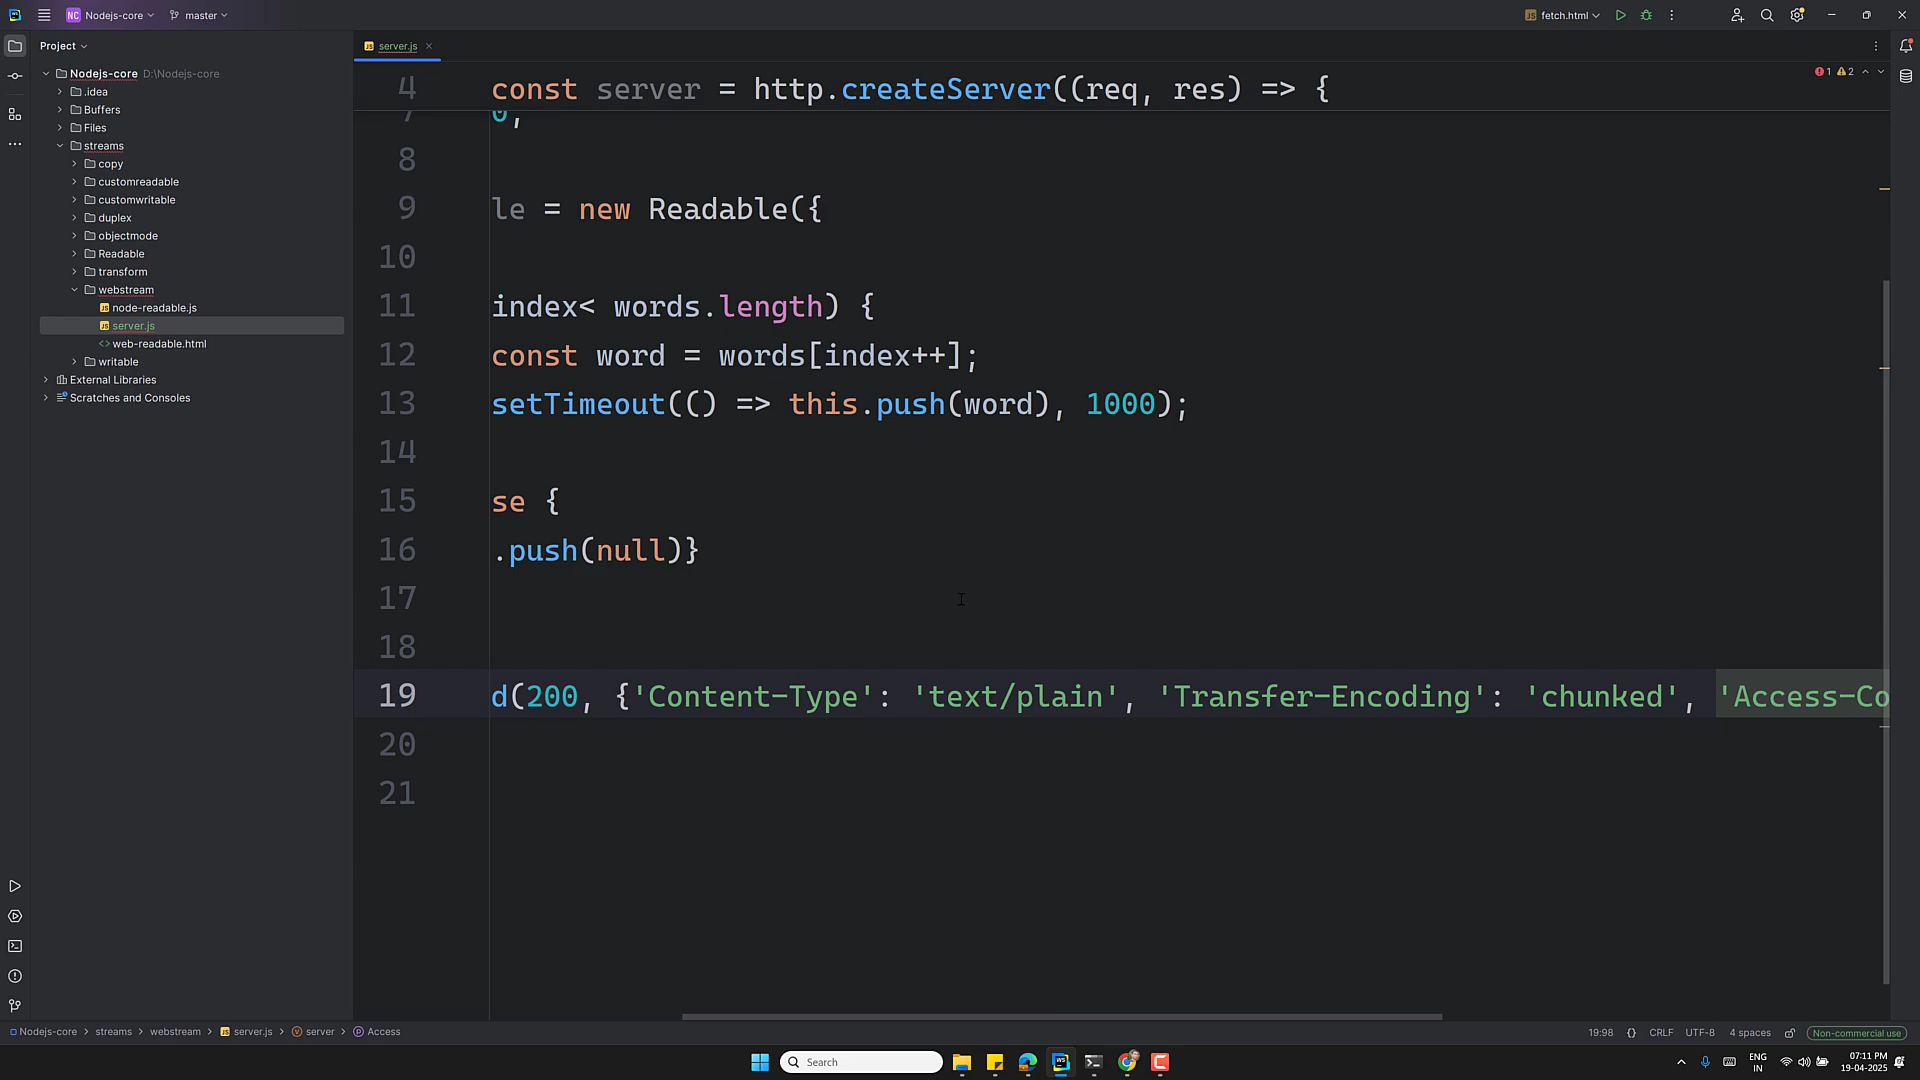 NC Nodejs-core master fetch.html
Project
server.js
Nodejs-core D:\Nodejs-core
.idea
Buffers
Files
streams
copy
customreadable
customwritable
duplex
objectmode
Readable
transform
webstream
node-readable.js
server.js
web-readable.html
writable
External Libraries
Scratches and Consoles
1 2
4 const server = http.createServer((req, res) => {
7 0,
8
9 le = new Readable({
10
11 index< words.length) {
12 const word = words[index++];
13 setTimeout(() => this.push(word), 1000);
14
15 se {
16 .push(null)}
17
18
19 d(200, {'Content-Type': 'text/plain', 'Transfer-Encoding': 'chunked', 'Access-Co
20
21
Nodejs-core streams webstream server.js server Access
19:98 {} CRLF UTF-8 4 spaces Non-commercial use
Search
WS
ENG
IN
07:11 PM
19-04-2025